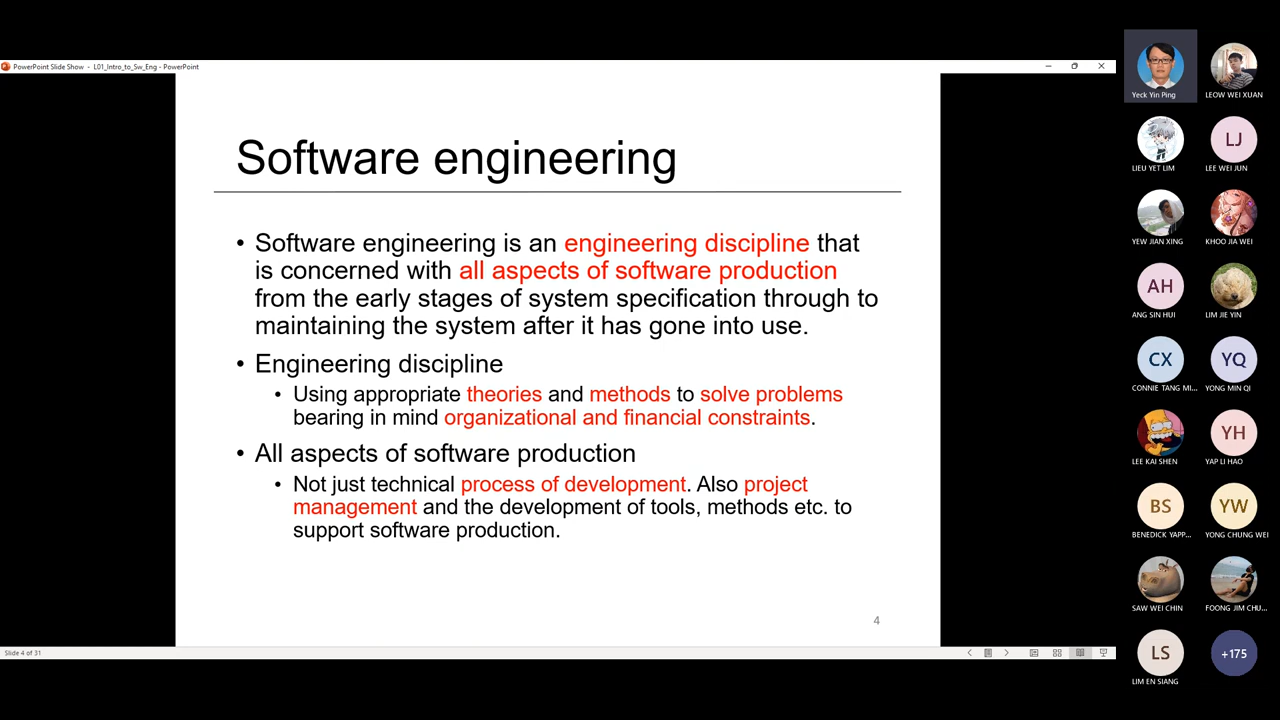 PowerPoint Slide Show - L01_Intro_to_Sw_Eng - PowerPoint
Software engineering
• Software engineering is an engineering discipline that
is concerned with all aspects of software production
from the early stages of system specification through to
maintaining the system after it has gone into use.
• Engineering discipline
• Using appropriate theories and methods to solve problems
bearing in mind organizational and financial constraints.
• All aspects of software production
• Not just technical process of development. Also project
management and the development of tools, methods etc. to
support software production.
4
Slide 4 of 31
Yeck Yin Ping
LEOW WEI XUAN
LIEU YET LIM
LJ
LEE WEI JUN
YEW JIAN XING
KHOO JIA WEI
AH
ANG SIN HUI
LIM JIE YIN
CX
CONNIE TANG MI...
YQ
YONG MIN QI
LEE KAI SHEN
YH
YAP LI HAO
BS
BENEDICK YAPP...
YW
YONG CHUNG WEI
SAW WEI CHIN
FOONG JIM CHU...
LS
LIM EN SIANG
+175